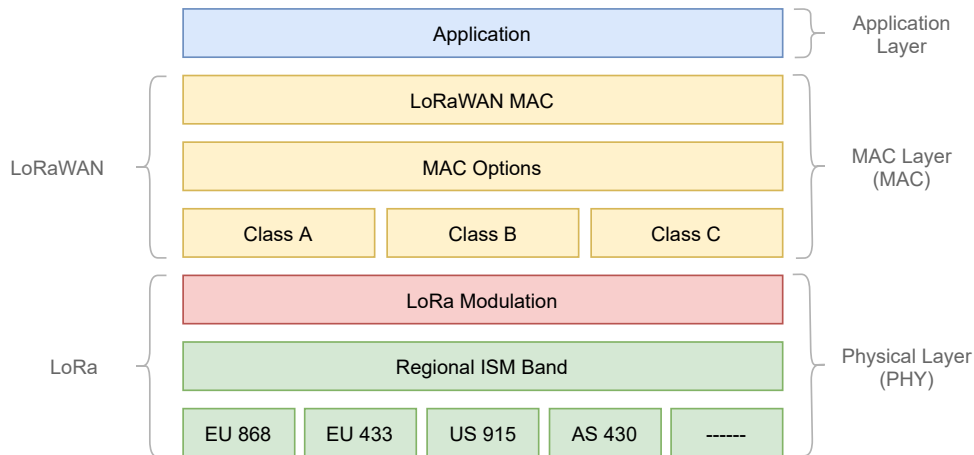 Application
Application
Layer
LoRaWAN MAC
LoRaWAN
MAC Options
MAC Layer
(MAC)
Class A
Class B
Class C
LoRa Modulation
LoRa
Regional ISM Band
Physical Layer
(PHY)
EU 868
EU 433
US 915
AS 430
------